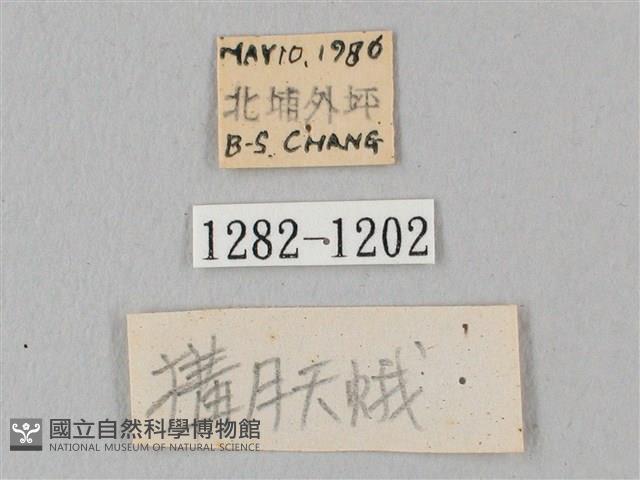 MAY10.1986
北埔外坪
B-S. CHANG
1282-1202
構月天蛾
國立自然科學博物館
NATIONAL MUSEUM OF NATURAL SCIENCE